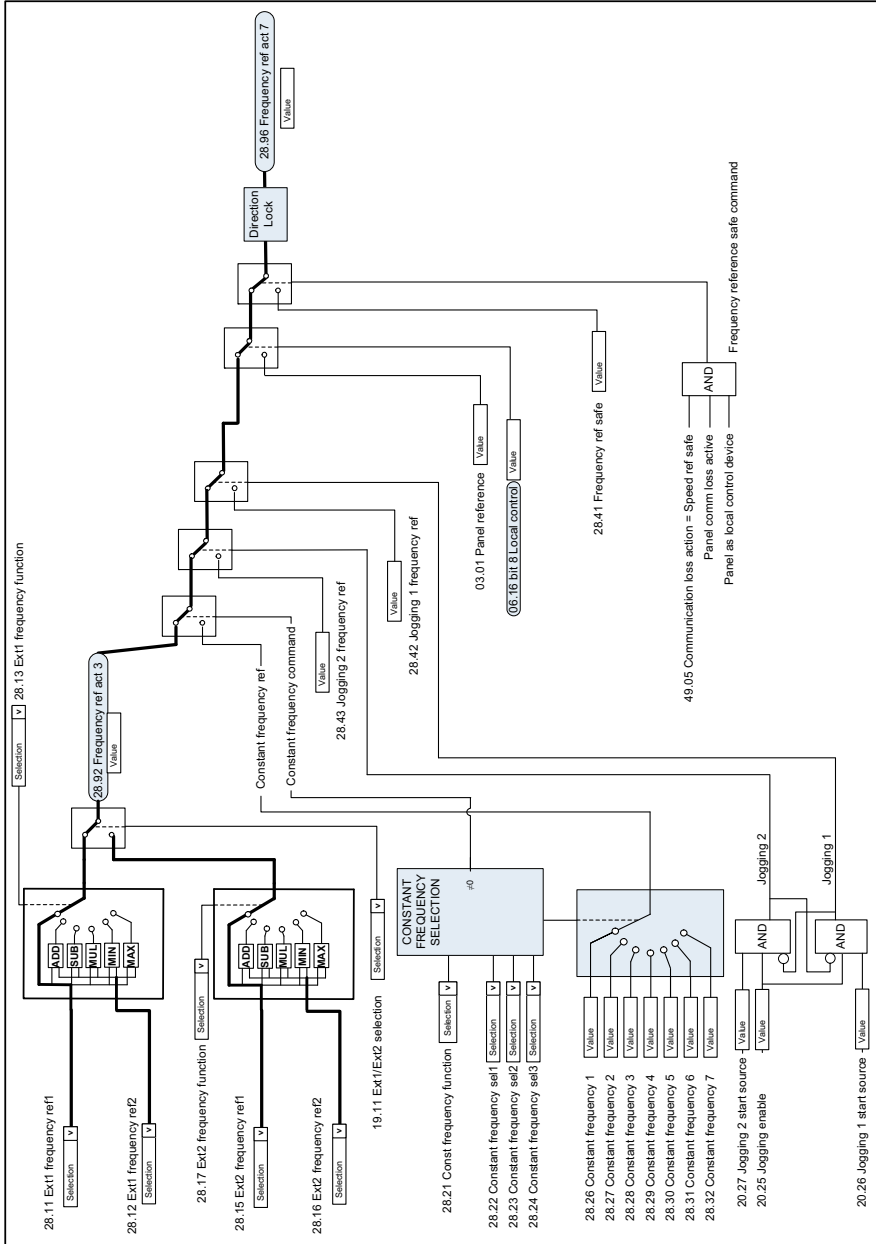 28.11 Ext1 frequency ref1
Selection
v
28.12 Ext1 frequency ref2
Selection
v
ADD
SUB
MUL
MIN
MAX
Selection
v
28.13 Ext1 frequency function
28.17 Ext2 frequency function
Selection
v
28.15 Ext2 frequency ref1
Selection
v
28.16 Ext2 frequency ref2
Selection
v
ADD
SUB
MUL
MIN
MAX
19.11 Ext1/Ext2 selection
Selection
v
28.92 Frequency ref act 3
Value
28.21 Const frequency function
Selection
v
28.22 Constant frequency sel1
Selection
v
28.23 Constant frequency sel2
Selection
v
28.24 Constant frequency sel3
Selection
v
CONSTANT
FREQUENCY
SELECTION
≠0
Constant frequency ref
Constant frequency command
28.26 Constant frequency 1
Value
28.27 Constant frequency 2
Value
28.28 Constant frequency 3
Value
28.29 Constant frequency 4
Value
28.30 Constant frequency 5
Value
28.31 Constant frequency 6
Value
28.32 Constant frequency 7
Value
20.27 Jogging 2 start source
Value
20.25 Jogging enable
Value
20.26 Jogging 1 start source
Value
AND
AND
Jogging 2
Jogging 1
Value
28.43 Jogging 2 frequency ref
Value
28.42 Jogging 1 frequency ref
03.01 Panel reference
Value
06.16 bit 8 Local control
Value
28.41 Frequency ref safe
Value
49.05 Communication loss action = Speed ref safe
Panel comm loss active
Panel as local control device
AND
Frequency reference safe command
Direction
Lock
28.96 Frequency ref act 7
Value